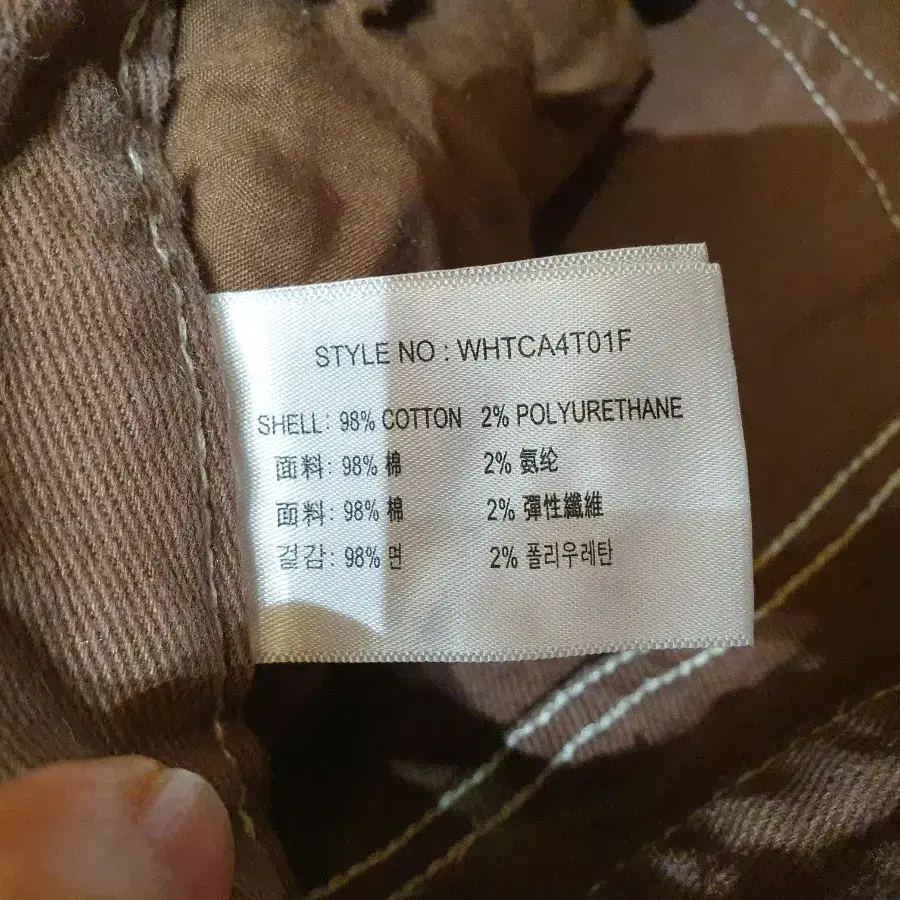 STYLE NO : WHTCA4T01F
SHELL: 98% COTTON 2% POLYURETHANE
面料: 98% 棉 2% 氨纶
面料: 98% 棉 2% 彈性纖維
겉감: 98% 면 2% 폴리우레탄